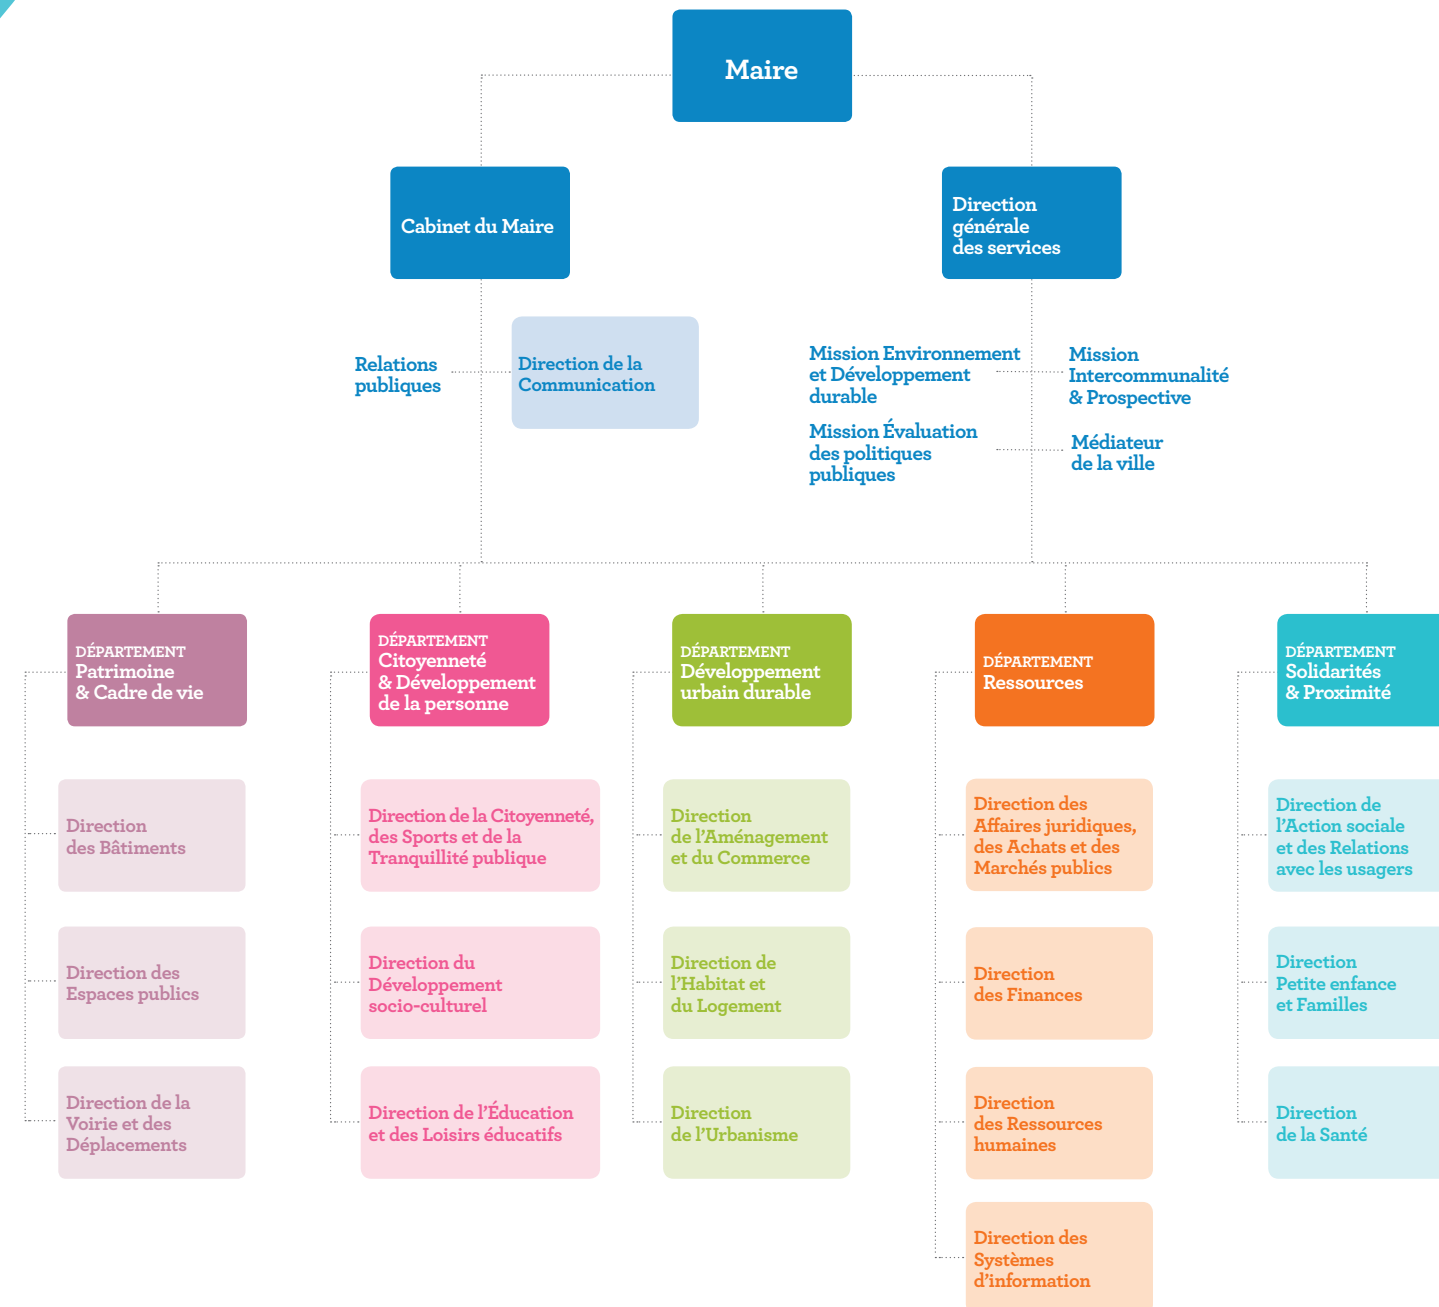 Maire
Cabinet du Maire
Direction
générale
des services
Relations
publiques
Direction de la
Communication
Mission Environnement
et Développement
durable
Mission
Intercommunalité
& Prospective
Mission Évaluation
des politiques
publiques
Médiateur
de la ville
DÉPARTEMENT
Patrimoine
& Cadre de vie
DÉPARTEMENT
Citoyenneté
& Développement
de la personne
DÉPARTEMENT
Développement
urbain durable
DÉPARTEMENT
Ressources
DÉPARTEMENT
Solidarités
& Proximité
Direction
des Bâtiments
Direction de la Citoyenneté,
des Sports et de la
Tranquillité publique
Direction
de l’Aménagement
et du Commerce
Direction des
Affaires juridiques,
des Achats et des
Marchés publics
Direction de
l’Action sociale
et des Relations
avec les usagers
Direction des
Espaces publics
Direction du
Développement
socio-culturel
Direction de
l’Habitat et
du Logement
Direction
des Finances
Direction
Petite enfance
et Familles
Direction de la
Voirie et des
Déplacements
Direction de l’Éducation
et des Loisirs éducatifs
Direction
de l’Urbanisme
Direction
des Ressources
humaines
Direction
de la Santé
Direction des
Systèmes
d’information